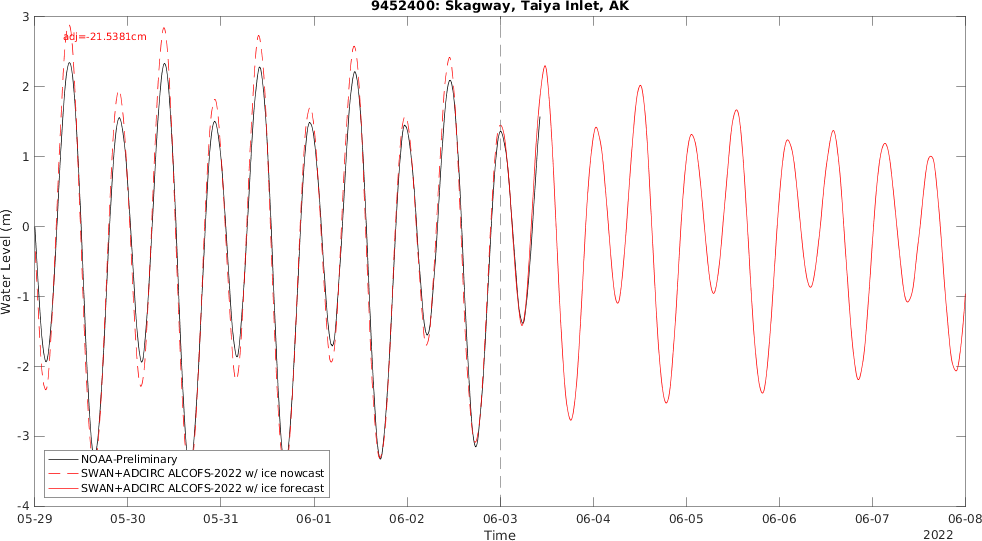 9452400: Skagway, Taiya Inlet, AK
adj=-21.5381cm
3
2
1
0
-1
-2
-3
-4
Water Level (m)
NOAA-Preliminary
SWAN+ADCIRC ALCOFS-2022 w/ ice nowcast
SWAN+ADCIRC ALCOFS-2022 w/ ice forecast
05-29 05-30 05-31 06-01 06-02 06-03 06-04 06-05 06-06 06-07 06-08
Time
2022